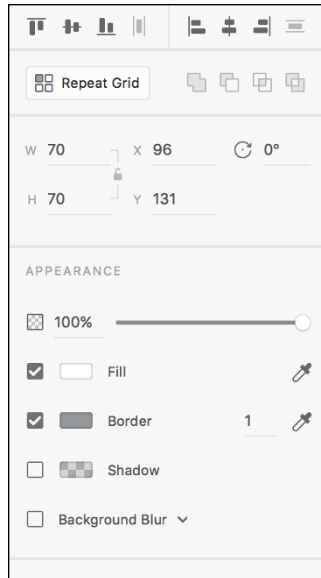 Repeat Grid
W 70 X 96 0°
H 70 Y 131
APPEARANCE
100%
Fill
Border 1
Shadow
Background Blur